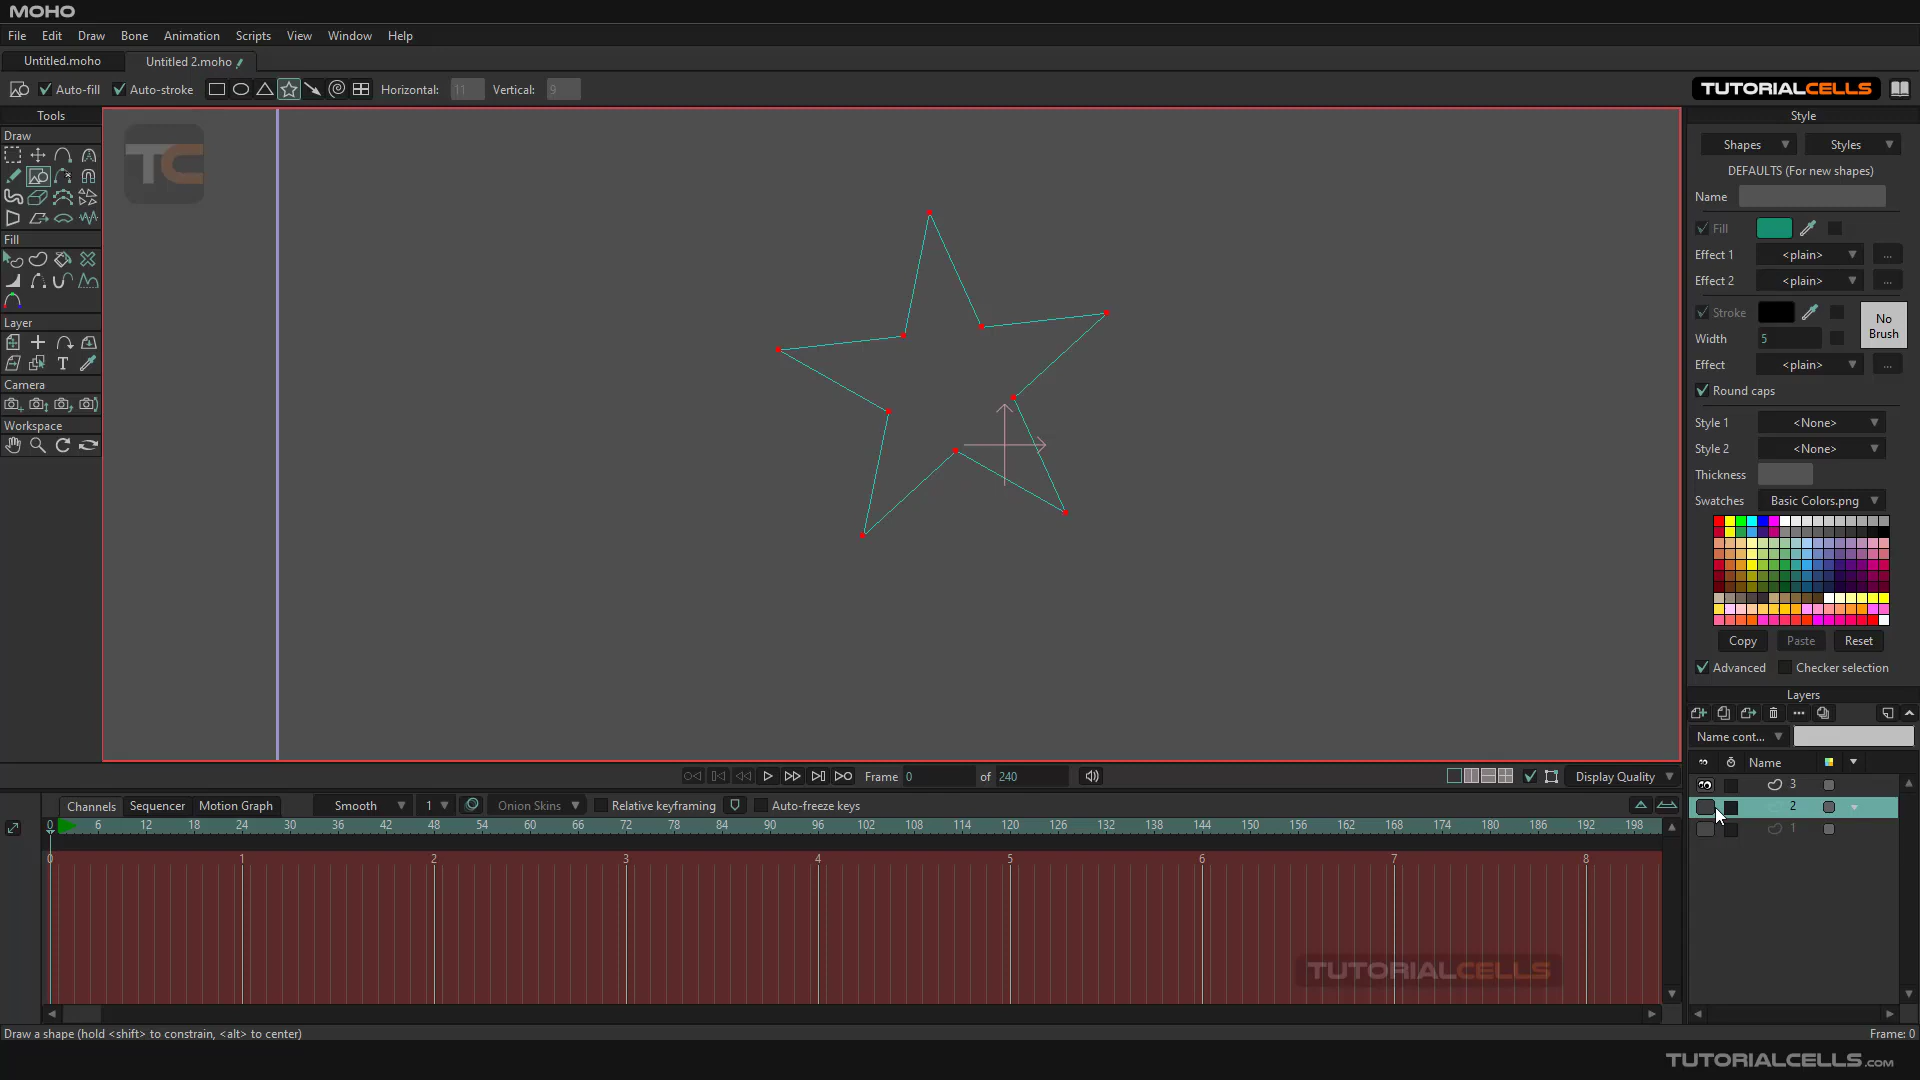 MOHO
File Edit Draw Bone Animation Scripts View Window Help
Untitled.moho Untitled 2.moho
Auto-fill Auto-stroke Horizontal: 11 Vertical: 9
TUTORIALCELLS
Tools
Style
Draw
TC
Shapes Styles
DEFAULTS (For new shapes)
Name
Fill
Fill
Effect 1 <plain> ...
Effect 2 <plain> ...
Stroke
No Brush
Width 5
Layer
Effect <plain> ...
Camera
Round caps
Workspace
Style 1 <None>
Style 2 <None>
Thickness
Swatches Basic Colors.png
Copy Paste Reset
Advanced Checker selection
Layers
Name cont...
Name
3
2
1
Frame 0 of 240
Display Quality
Channels Sequencer Motion Graph Smooth 1 Onion Skins Relative keyframing Auto-freeze keys
0 6 12 18 24 30 36 42 48 54 60 66 72 78 84 90 96 102 108 114 120 126 132 138 144 150 156 162 168 174 180 186 192 198
0 1 2 3 4 5 6 7 8
TUTORIALCELLS
Draw a shape (hold <shift> to constrain, <alt> to center)
Frame: 0
TUTORIALCELLS.COM